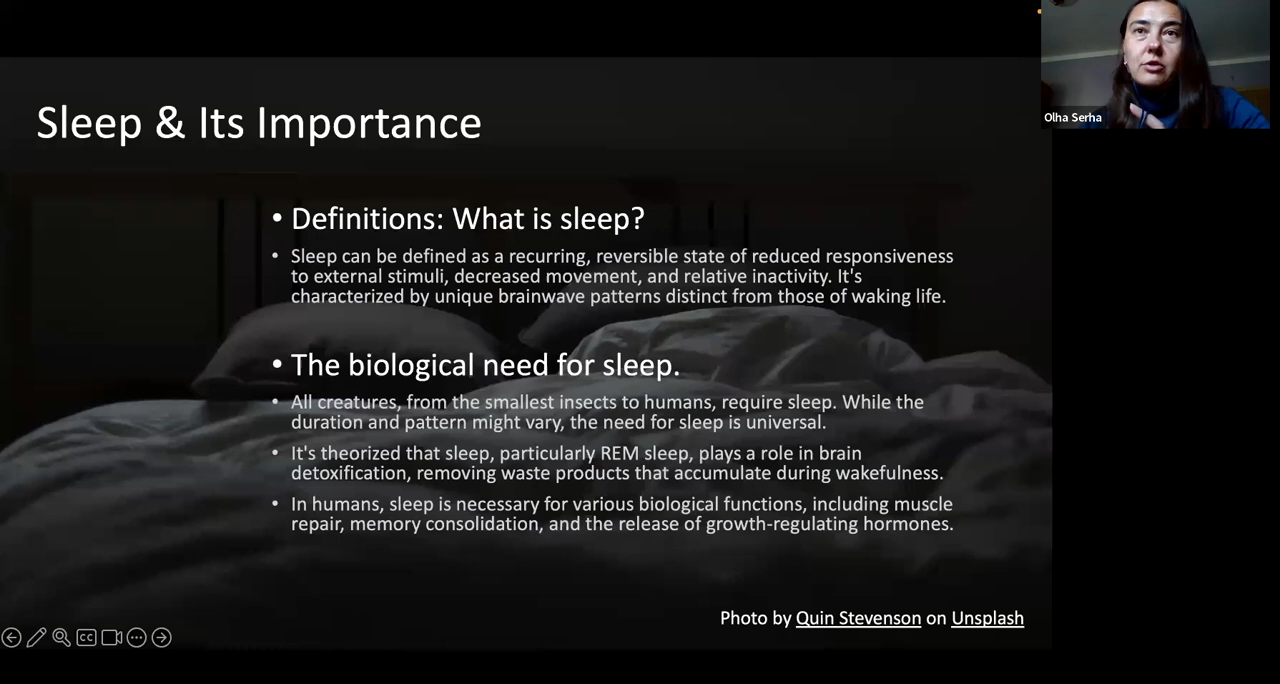 Sleep & Its Importance
• Definitions: What is sleep?
• Sleep can be defined as a recurring, reversible state of reduced responsiveness
to external stimuli, decreased movement, and relative inactivity. It's
characterized by unique brainwave patterns distinct from those of waking life.
• The biological need for sleep.
• All creatures, from the smallest insects to humans, require sleep. While the
duration and pattern might vary, the need for sleep is universal.
• It's theorized that sleep, particularly REM sleep, plays a role in brain
detoxification, removing waste products that accumulate during wakefulness.
• In humans, sleep is necessary for various biological functions, including muscle
repair, memory consolidation, and the release of growth-regulating hormones.
Photo by Quin Stevenson on Unsplash
CC
Olha Serha